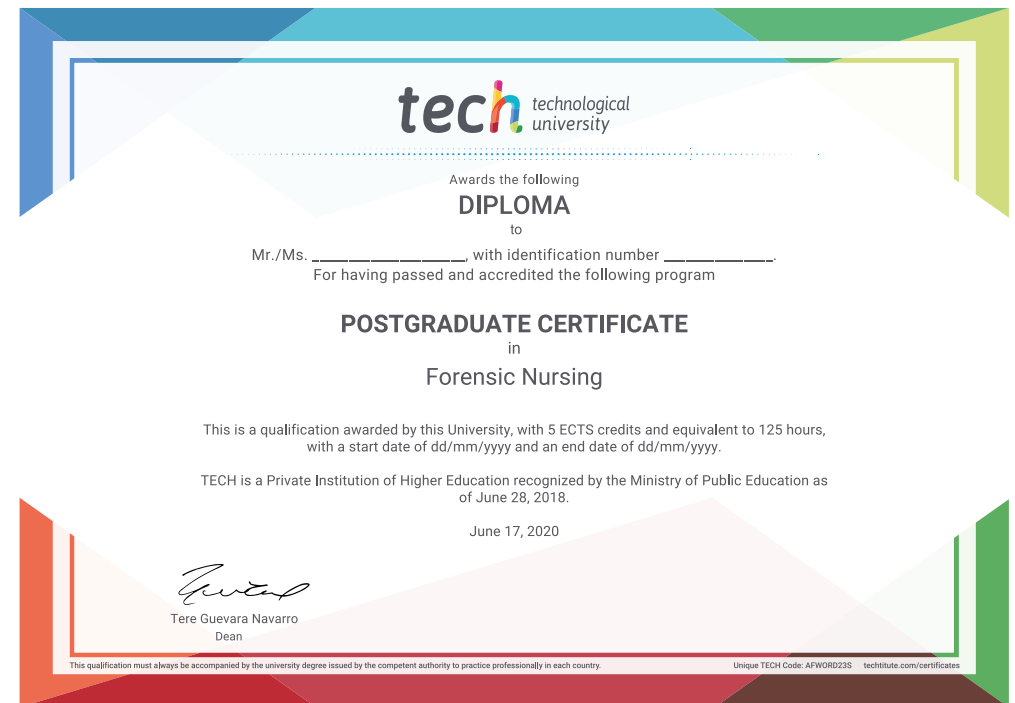 tech technological
university
Awards the following
DIPLOMA
to
Mr./Ms. ________________, with identification number ____________.
For having passed and accredited the following program
POSTGRADUATE CERTIFICATE
in
Forensic Nursing
This is a qualification awarded by this University, with 5 ECTS credits and equivalent to 125 hours,
with a start date of dd/mm/yyyy and an end date of dd/mm/yyyy.
TECH is a Private Institution of Higher Education recognized by the Ministry of Public Education as
of June 28, 2018.
June 17, 2020
Tere Guevara Navarro
Dean
This qualification must always be accompanied by the university degree issued by the competent authority to practice professionally in each country.
Unique TECH Code: AFWORD23S techtitute.com/certificates